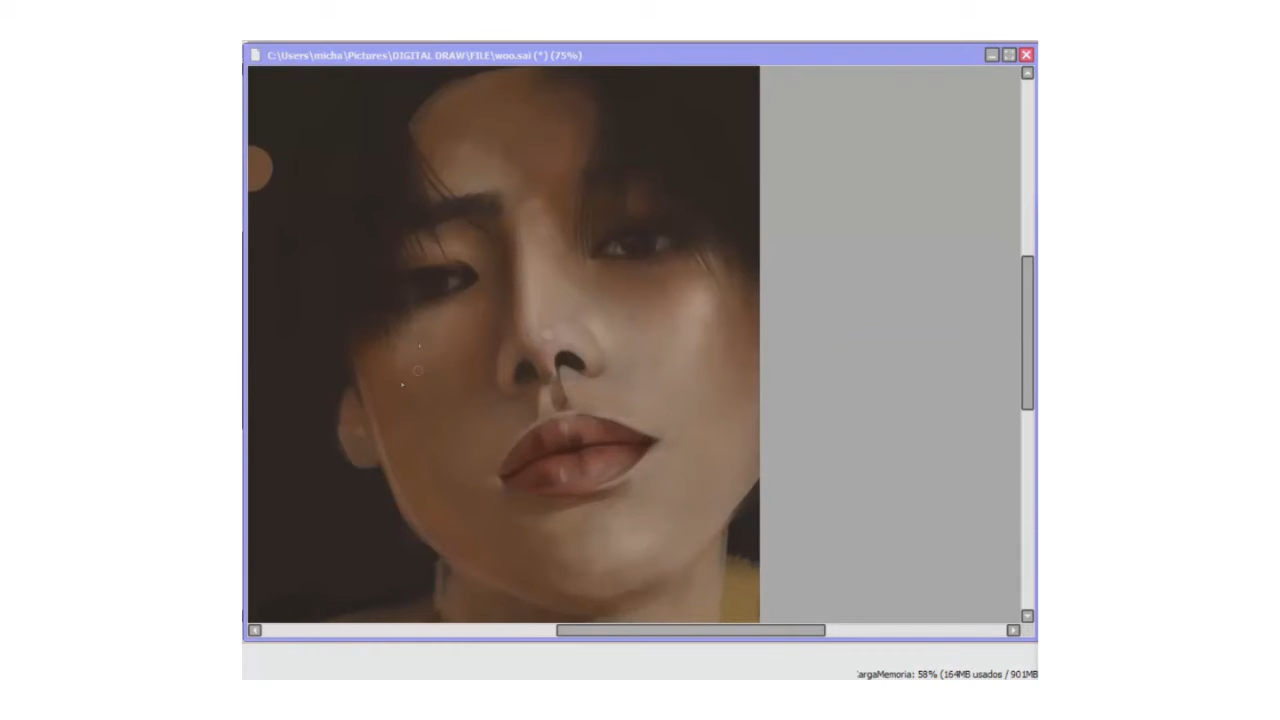 C:\Users\micha\Pictures\DIGITAL DRAW\FILE\woo.sai (*) (75%)
argaMemoria: 58% (164MB usados / 901MB